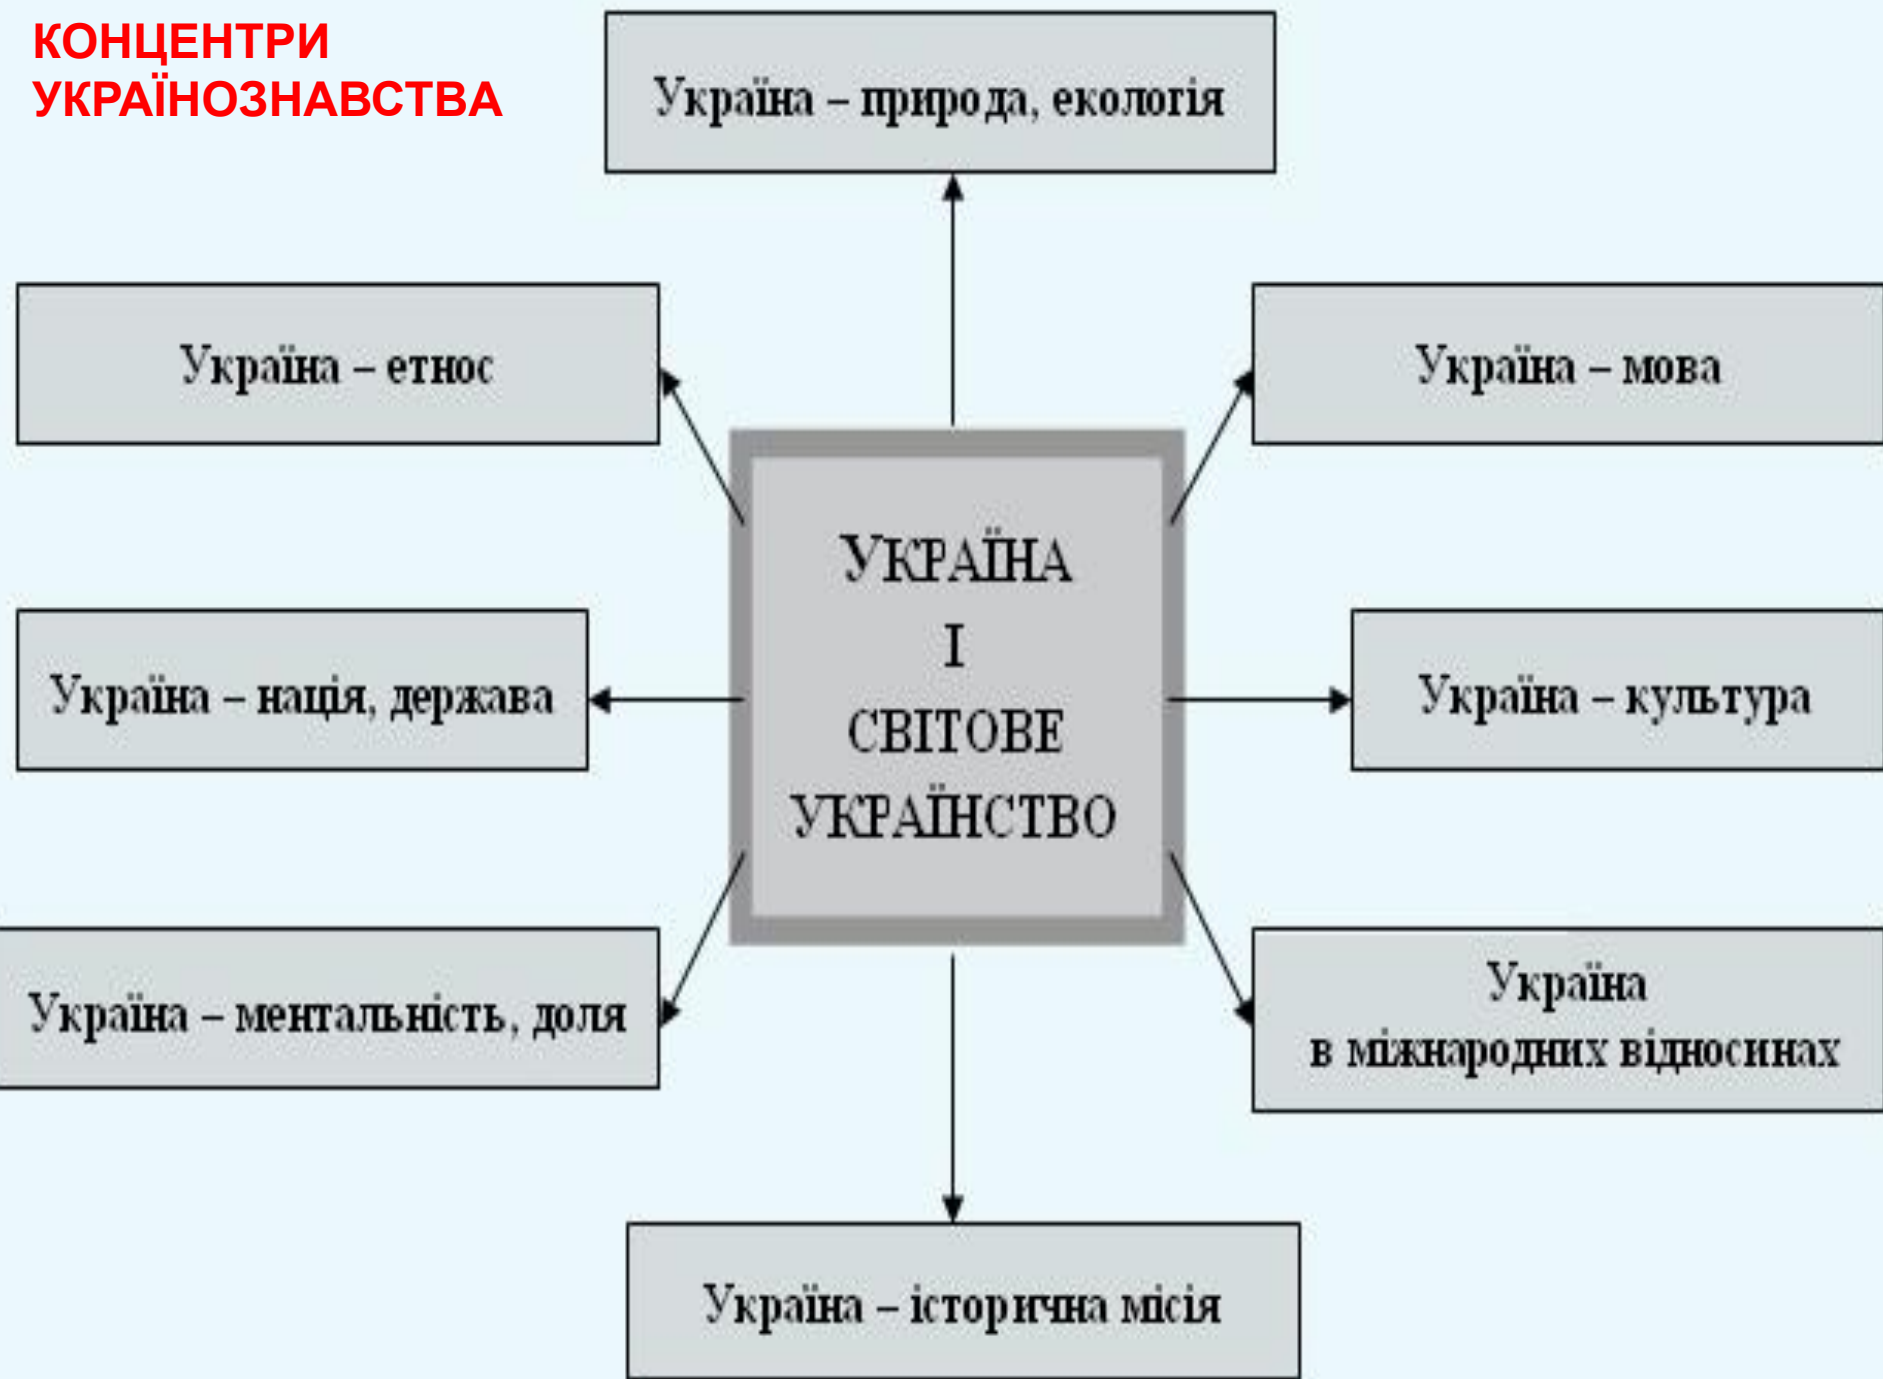 КОНЦЕНТРИ
УКРАЇНОЗНАВСТВА
Україна – природа, екологія
Україна – етнос
Україна – мова
УКРАЇНА
І
СВІТОВЕ
УКРАЇНСТВО
Україна – нація, держава
Україна – культура
Україна – ментальність, доля
Україна
в міжнародних відносинах
Україна – історична місія